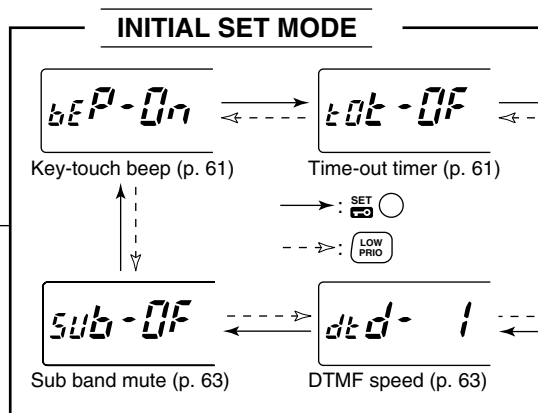 INITIAL SET MODE
bEP-On
tOt-OF
Key-touch beep (p. 61)
Time-out timer (p. 61)
: SET
: LOW
PRIO
SUb-OF
dtd- 1
Sub band mute (p. 63)
DTMF speed (p. 63)